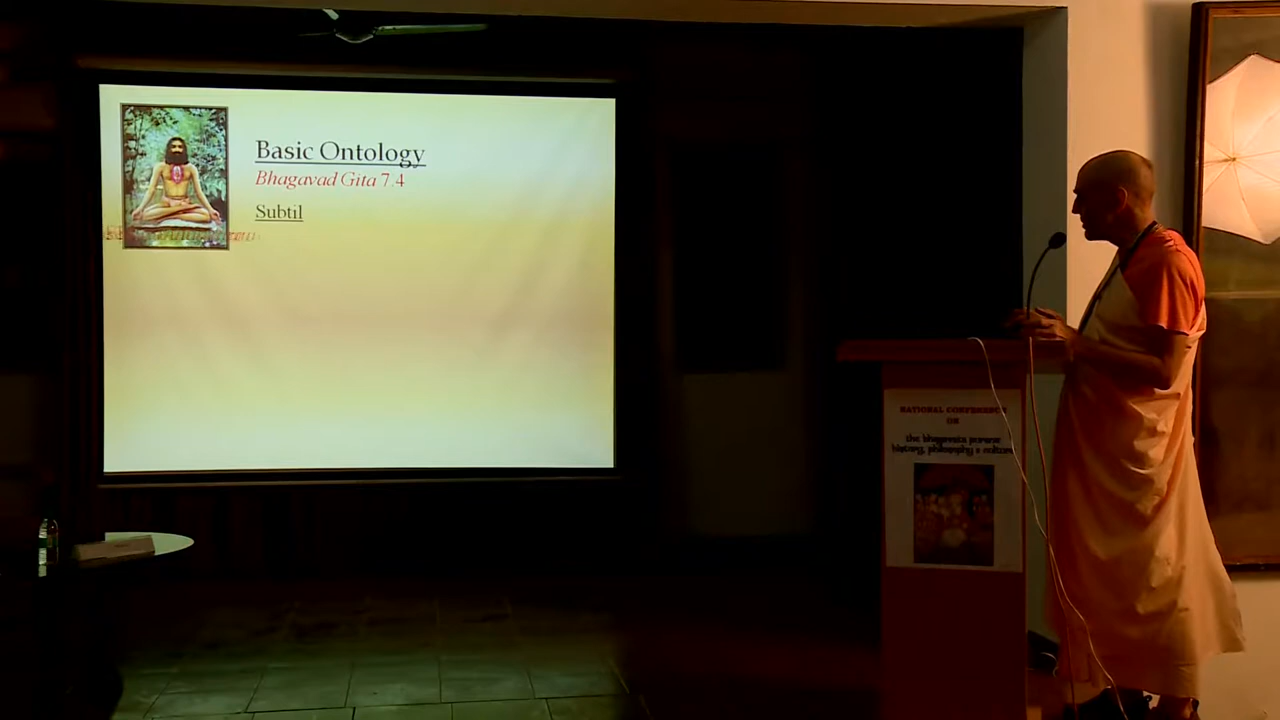 Basic Ontology
Bhagavad Gita 7.4
Subtil
NATIONAL CONFERENCE
ON
the bhagavata purana
history, philosophy & culture